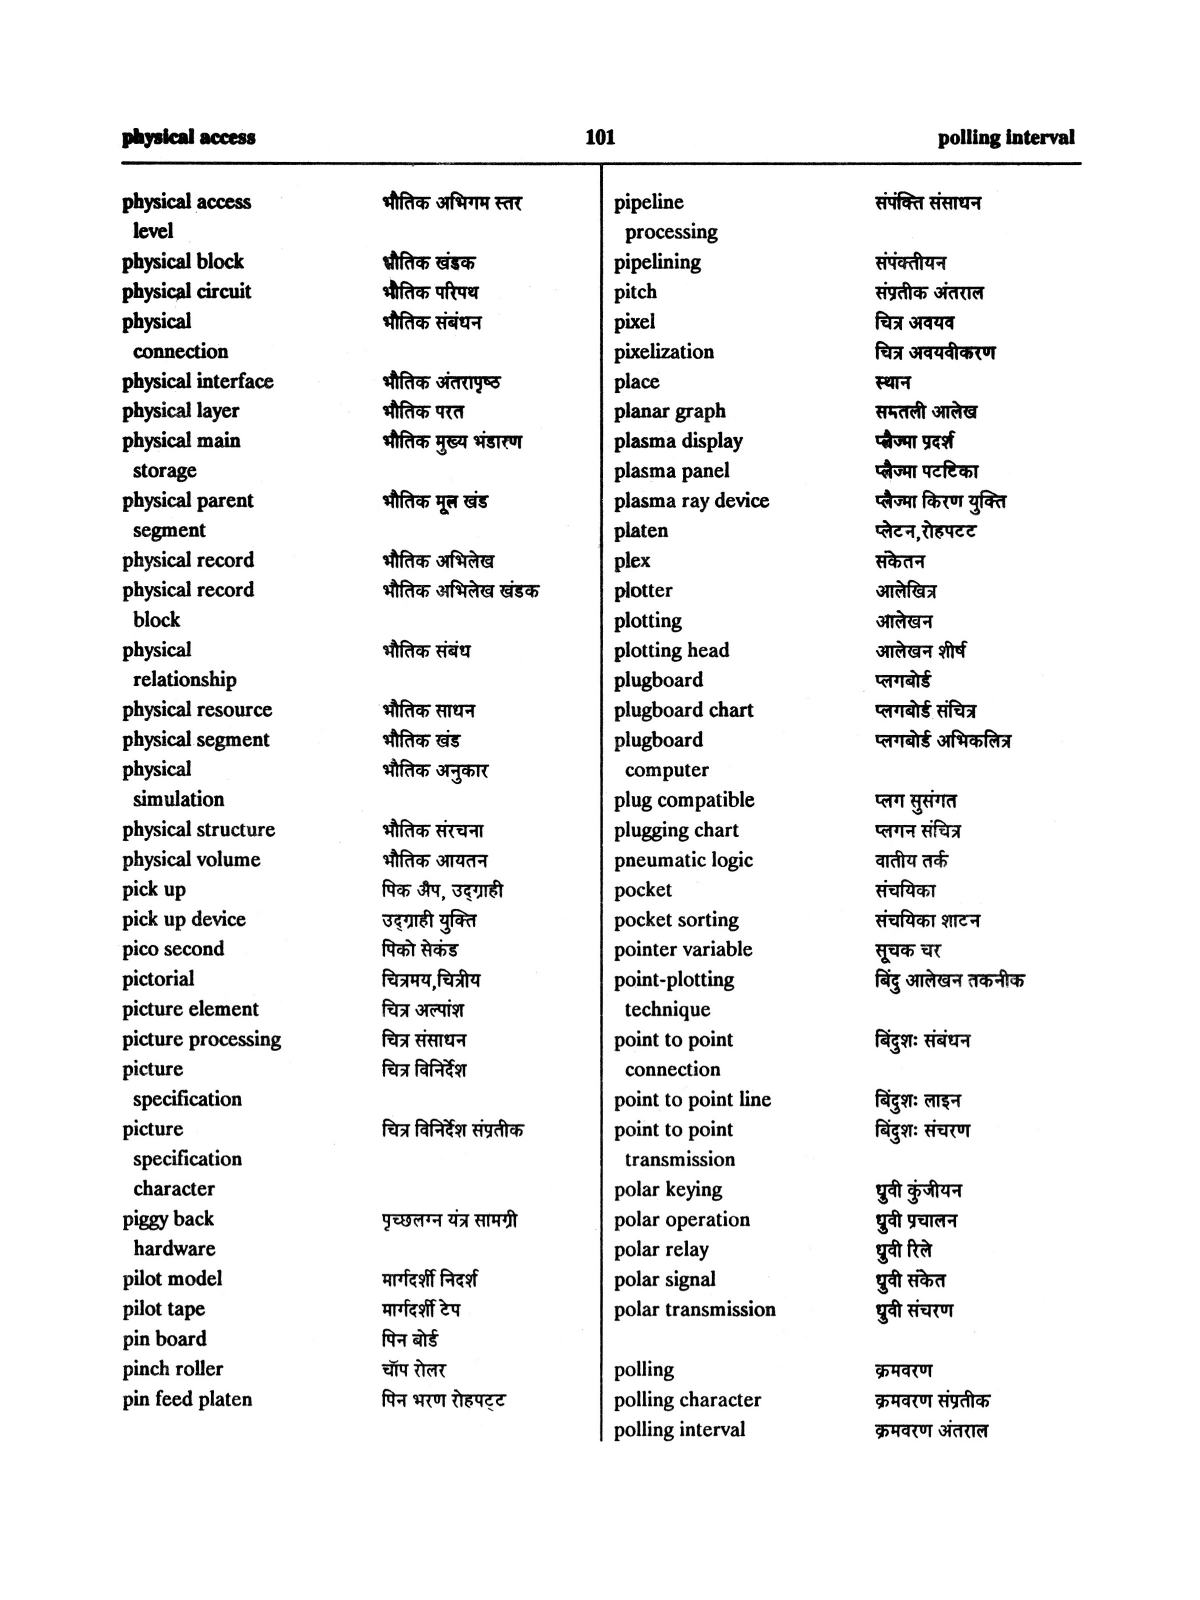 physical access 101 polling interval
physical access भौतिक अभिगम स्तर
level
physical block भौतिक खंडक
physical circuit भौतिक परिपथ
physical भौतिक संबंधन
connection
physical interface भौतिक अंतरापृष्ठ
physical layer भौतिक परत
physical main भौतिक मुख्य भंडारण
storage
physical parent भौतिक मूल खंड
segment
physical record भौतिक अभिलेख
physical record भौतिक अभिलेख खंडक
block
physical भौतिक संबंध
relationship
physical resource भौतिक साधन
physical segment भौतिक खंड
physical भौतिक अनुकार
simulation
physical structure भौतिक संरचना
physical volume भौतिक आयतन
pick up पिक अॅप, उद्ग्राही
pick up device उद्ग्राही युक्ति
pico second पिको सेकंड
pictorial चित्रमय,चित्रीय
picture element चित्र अल्पांश
picture processing चित्र संसाधन
picture चित्र विनिर्देश
specification
picture चित्र विनिर्देश संप्रतीक
specification
character
piggy back पृच्छलग्न यंत्र सामग्री
hardware
pilot model मार्गदर्शी निदर्श
pilot tape मार्गदर्शी टेप
pin board पिन बोर्ड
pinch roller चॉप रोलर
pin feed platen पिन भरण रोहपट्ट
pipeline संपंक्ति संसाधन
processing
pipelining संपंक्तीयन
pitch संप्रतीक अंतराल
pixel चित्र अवयव
pixelization चित्र अवयवीकरण
place स्थान
planar graph समतली आलेख
plasma display प्लैज्मा प्रदर्श
plasma panel प्लैज्मा पटटिका
plasma ray device प्लैज्मा किरण युक्ति
platen प्लेटन,रोहपटट
plex संकेतन
plotter आलेखित्र
plotting आलेखन
plotting head आलेखन शीर्ष
plugboard प्लगबोर्ड
plugboard chart प्लगबोर्ड संचित्र
plugboard प्लगबोर्ड अभिकलित्र
computer
plug compatible प्लग सुसंगत
plugging chart प्लगन संचित्र
pneumatic logic वातीय तर्क
pocket संचयिका
pocket sorting संचयिका शाटन
pointer variable सूचक चर
point-plotting बिंदु आलेखन तकनीक
technique
point to point बिंदुशः संबंधन
connection
point to point line बिंदुशः लाइन
point to point बिंदुशः संचरण
transmission
polar keying ध्रुवी कुंजीयन
polar operation ध्रुवी प्रचालन
polar relay ध्रुवी रिले
polar signal ध्रुवी संकेत
polar transmission ध्रुवी संचरण
polling क्रमवरण
polling character क्रमवरण संप्रतीक
polling interval क्रमवरण अंतराल